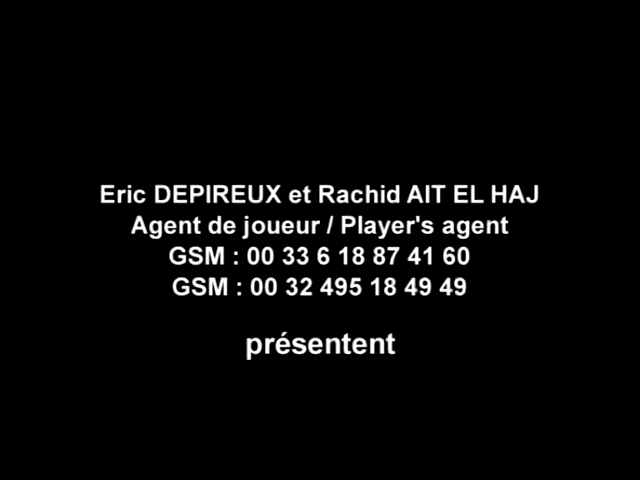 Eric DEPIREUX et Rachid AIT EL HAJ
Agent de joueur / Player's agent
GSM : 00 33 6 18 87 41 60
GSM : 00 32 495 18 49 49
présentent